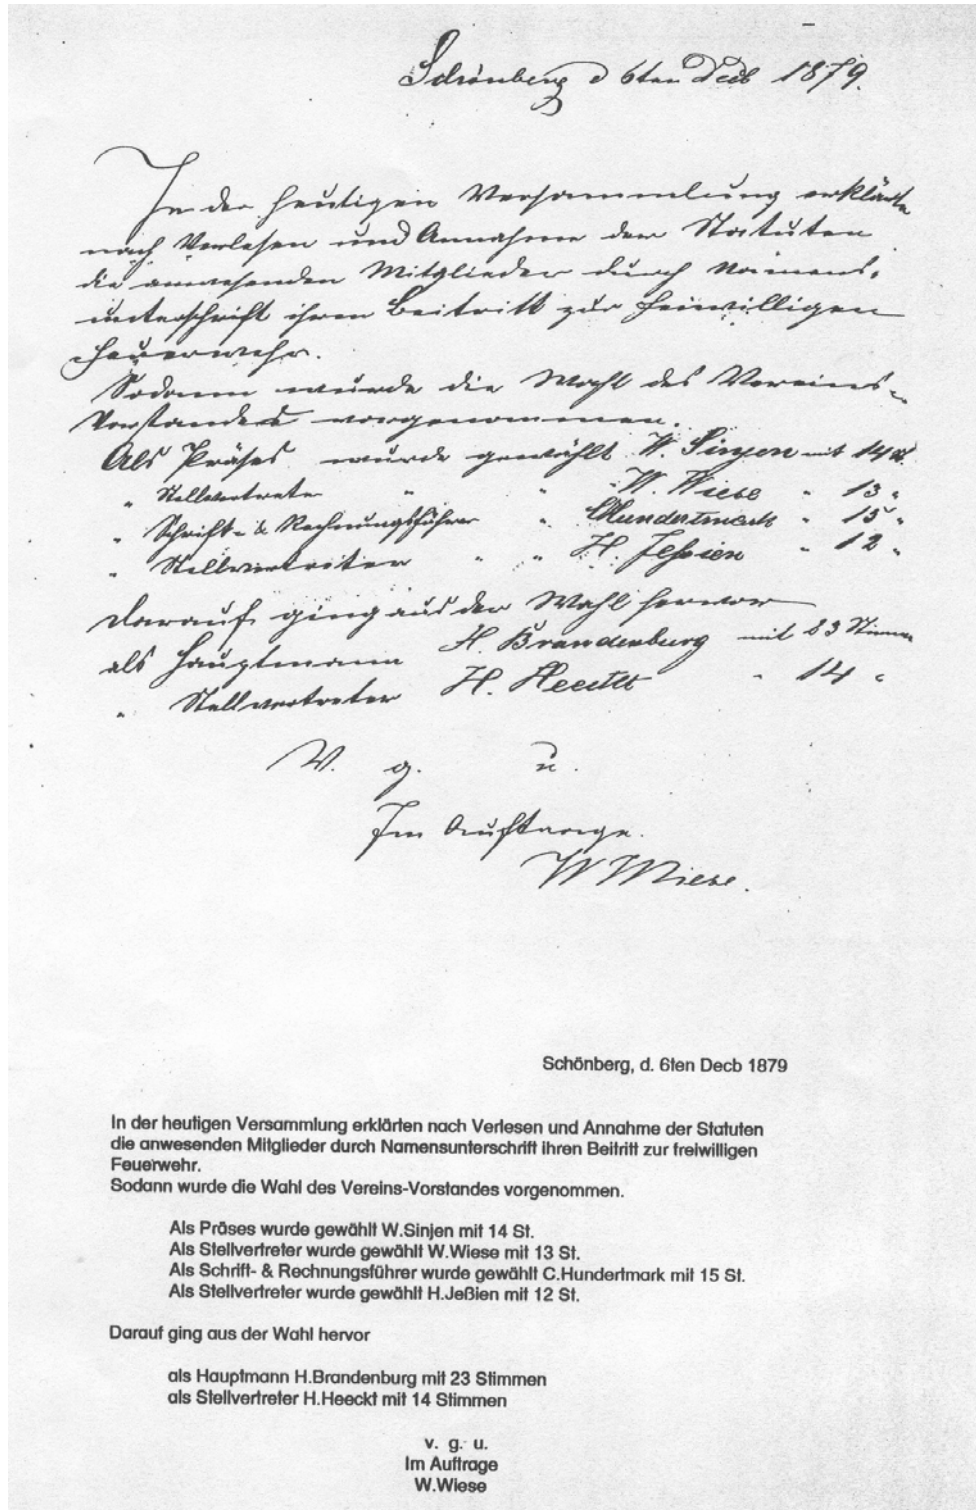 Schönberg d 6ten Decb 1879.
In der heutigen Versammlung erklärten
nach Verlesen und Annahme der Statuten
die anwesenden Mitglieder durch Namens-
unterschrift ihren Beitritt zur freiwilligen
Feuerwehr.
Sodann wurde die Wahl des Vereins-
Vorstandes vorgenommen.
Als Präses wurde gewählt W. Sinjen mit 14 St.
" Stellvertreter " " W. Wiese " 13 "
" Schrift- & Rechnungsführer " CHundertmark " 15 "
" Stellvertreter " " H. Jeßien " 12 "
Darauf ging aus der Wahl hervor
als Hauptmann H. Brandenburg mit 23 Stimmen
" Stellvertreter H. Heeckt " 14 "
V. g. u.
Im Auftrage.
W Wiese.
Schönberg, d. 6ten Decb 1879
In der heutigen Versammlung erklärten nach Verlesen und Annahme der Statuten
die anwesenden Mitglieder durch Namensunterschrift ihren Beitritt zur freiwilligen
Feuerwehr.
Sodann wurde die Wahl des Vereins-Vorstandes vorgenommen.
Als Präses wurde gewählt W.Sinjen mit 14 St.
Als Stellvertreter wurde gewählt W.Wiese mit 13 St.
Als Schrift- & Rechnungsführer wurde gewählt C.Hundertmark mit 15 St.
Als Stellvertreter wurde gewählt H.Jeßien mit 12 St.
Darauf ging aus der Wahl hervor
als Hauptmann H.Brandenburg mit 23 Stimmen
als Stellvertreter H.Heeckt mit 14 Stimmen
v. g. u.
Im Auftrage
W.Wiese